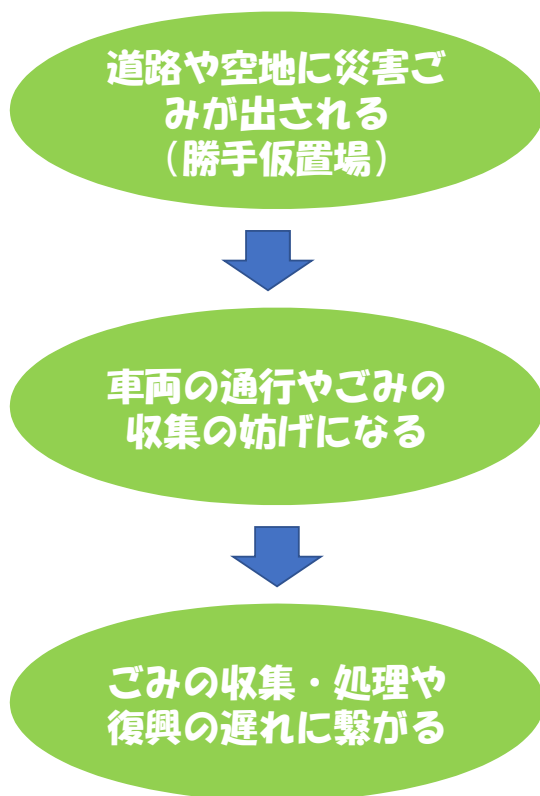 道路や空地に災害ご
みが出される
（勝手仮置場）
車両の通行やごみの
収集の妨げになる
ごみの収集・処理や
復興の遅れに繋がる